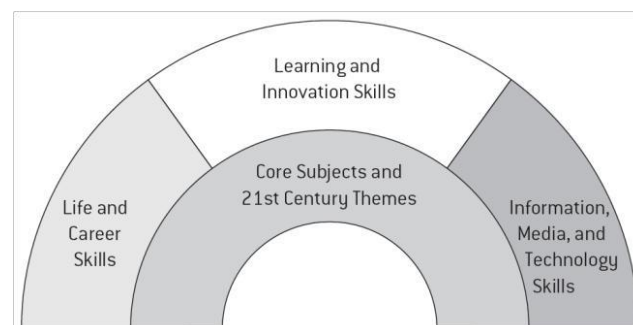 Learning and
Innovation Skills
Core Subjects and
21st Century Themes
Life and
Career
Skills
Information,
Media, and
Technology
Skills